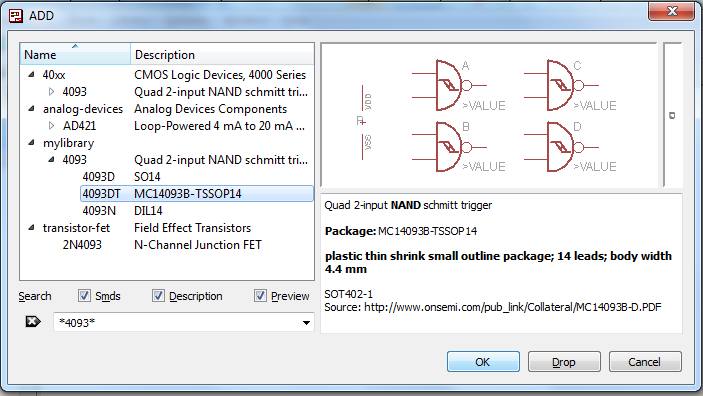 ADD
Name Description
40xx CMOS Logic Devices, 4000 Series
4093 Quad 2-input NAND schmitt tri...
analog-devices Analog Devices Components
AD421 Loop-Powered 4 mA to 20 mA ...
mylibrary
4093 Quad 2-input NAND schmitt tri...
4093D SO14
4093DT MC14093B-TSSOP14
4093N DIL14
transistor-fet Field Effect Transistors
2N4093 N-Channel Junction FET
Search Smds Description Preview
*4093*
A C
>VALUE >VALUE
VDD
P
VSS
B D
>VALUE >VALUE
Quad 2-input NAND schmitt trigger
Package: MC14093B-TSSOP14
plastic thin shrink small outline package; 14 leads; body width
4.4 mm
SOT402-1
Source: http://www.onsemi.com/pub_link/Collateral/MC14093B-D.PDF
OK Drop Cancel